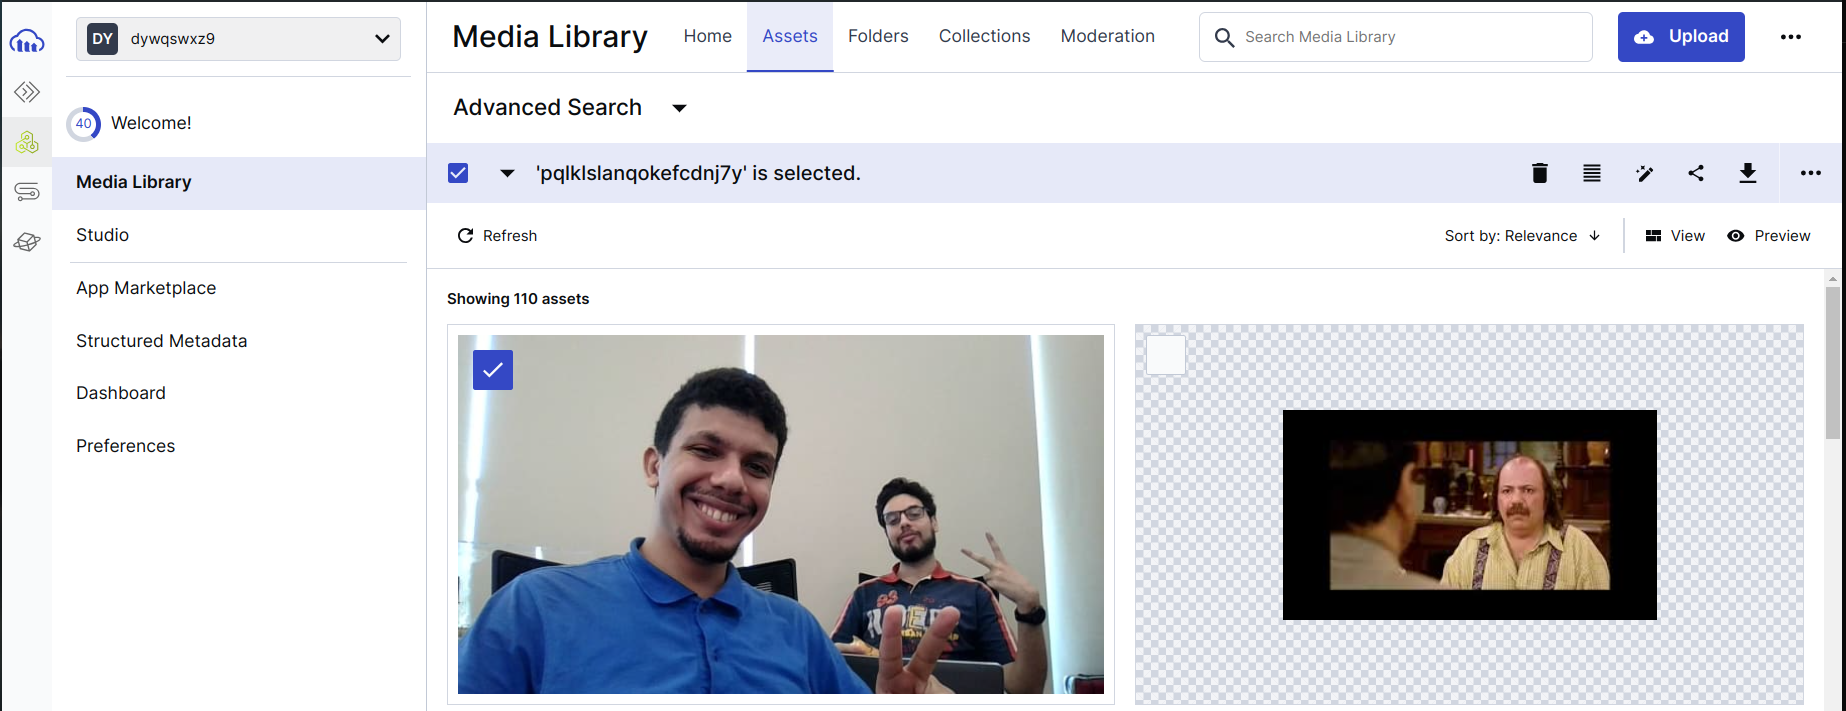 DY dywqswxz9
40 Welcome!
Media Library
Studio
App Marketplace
Structured Metadata
Dashboard
Preferences
Media Library Home Assets Folders Collections Moderation Search Media Library Upload
Advanced Search
'pqlklslanqokefcdnj7y' is selected.
Refresh Sort by: Relevance View Preview
Showing 110 assets